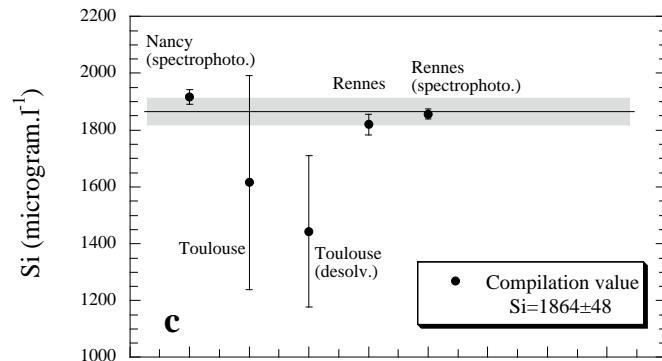 2200
2000
1800
1600
1400
1200
1000
Si (microgram.l⁻¹)
Nancy
(spectrophoto.)
Rennes
Rennes
(spectrophoto.)
Toulouse
Toulouse
(desolv.)
Compilation value
Si=1864±48
c